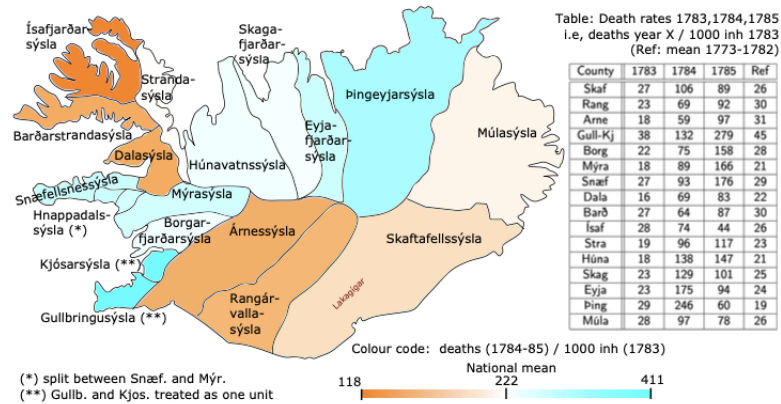 Table: Death rates 1783,1784,1785
i.e, deaths year X / 1000 inh 1783
(Ref: mean 1773-1782)
County 1783 1784 1785 Ref
Skaf 27 106 89 26
Rang 23 69 92 30
Arne 18 59 97 31
Gull-Kj 38 132 279 45
Borg 22 75 158 28
Mýra 18 89 166 21
Snæf 27 93 176 29
Dala 16 69 83 22
Barð 27 64 87 30
Ísaf 28 74 44 26
Stra 19 96 117 23
Húna 18 138 147 21
Skag 23 129 101 25
Eyja 23 175 94 24
Þing 29 246 60 19
Múla 28 97 78 26
Ísafjarðar-
sýsla
Skaga-
fjarðar-
sýsla
Stranda-
sýsla
Þingeyjarsýsla
Eyja-
fjarðar-
sýsla
Barðarstrandasýsla
Múlasýsla
Dalasýsla
Húnavatnssýsla
Snæfellsnessýsla
Mýrasýsla
Hnappadals-
sýsla (*)
Borgar-
fjarðarsýsla
Árnessýsla
Skaftafellssýsla
Kjósarsýsla (**)
Lakagígar
Rangár-
valla-
sýsla
Gullbringusýsla (**)
Colour code: deaths (1784-85) / 1000 inh (1783)
National mean
118 222 411
(*) split between Snæf. and Mýr.
(**) Gullb. and Kjos. treated as one unit